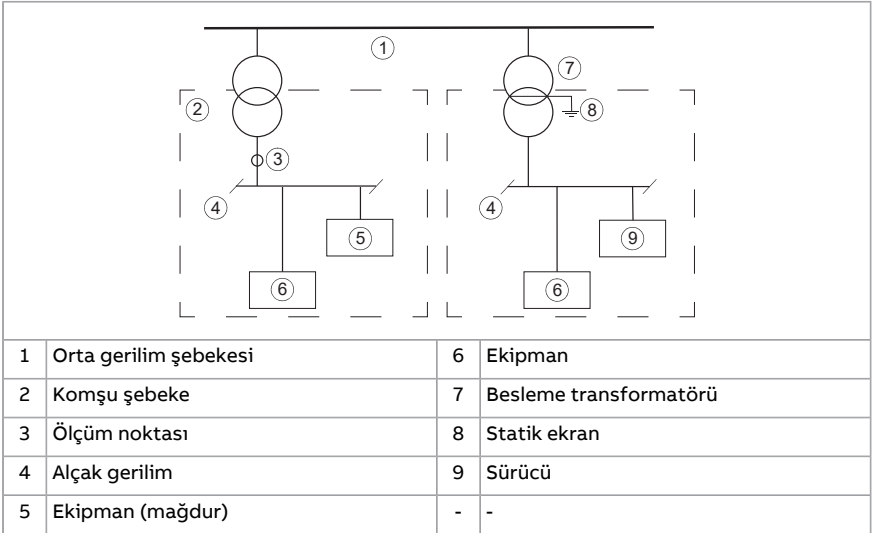 1
7
2
8
3
4
4
5
9
6
6
1 Orta gerilim şebekesi 6 Ekipman
2 Komşu şebeke 7 Besleme transformatörü
3 Ölçüm noktası 8 Statik ekran
4 Alçak gerilim 9 Sürücü
5 Ekipman (mağdur) - -